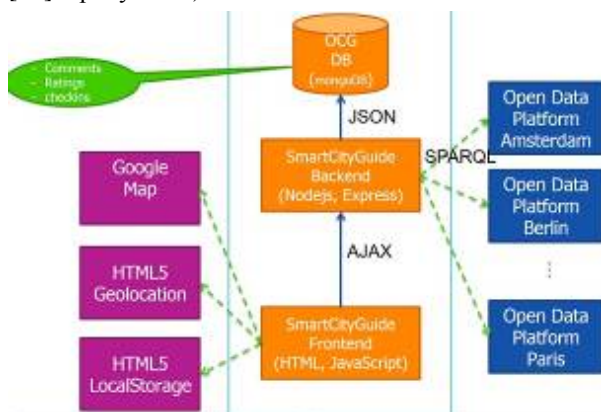 OCG
DB
(mongoDB)
- Comments
- Ratings
- checkins
JSON
Open Data
Platform
Amsterdam
Google
Map
SmartCityGuide
Backend
(Nodejs, Express)
SPARQL
Open Data
Platform
Berlin
AJAX
HTML5
Geolocation
⋮
SmartCityGuide
Frontend
(HTML, JavaScript)
Open Data
Platform
Paris
HTML5
LocalStorage